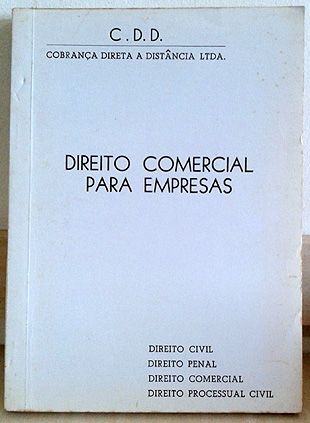 C.D.D.
COBRANÇA DIRETA A DISTÂNCIA LTDA.
DIREITO COMERCIAL
PARA EMPRESAS
DIREITO CIVIL
DIREITO PENAL
DIREITO COMERCIAL
DIREITO PROCESSUAL CIVIL